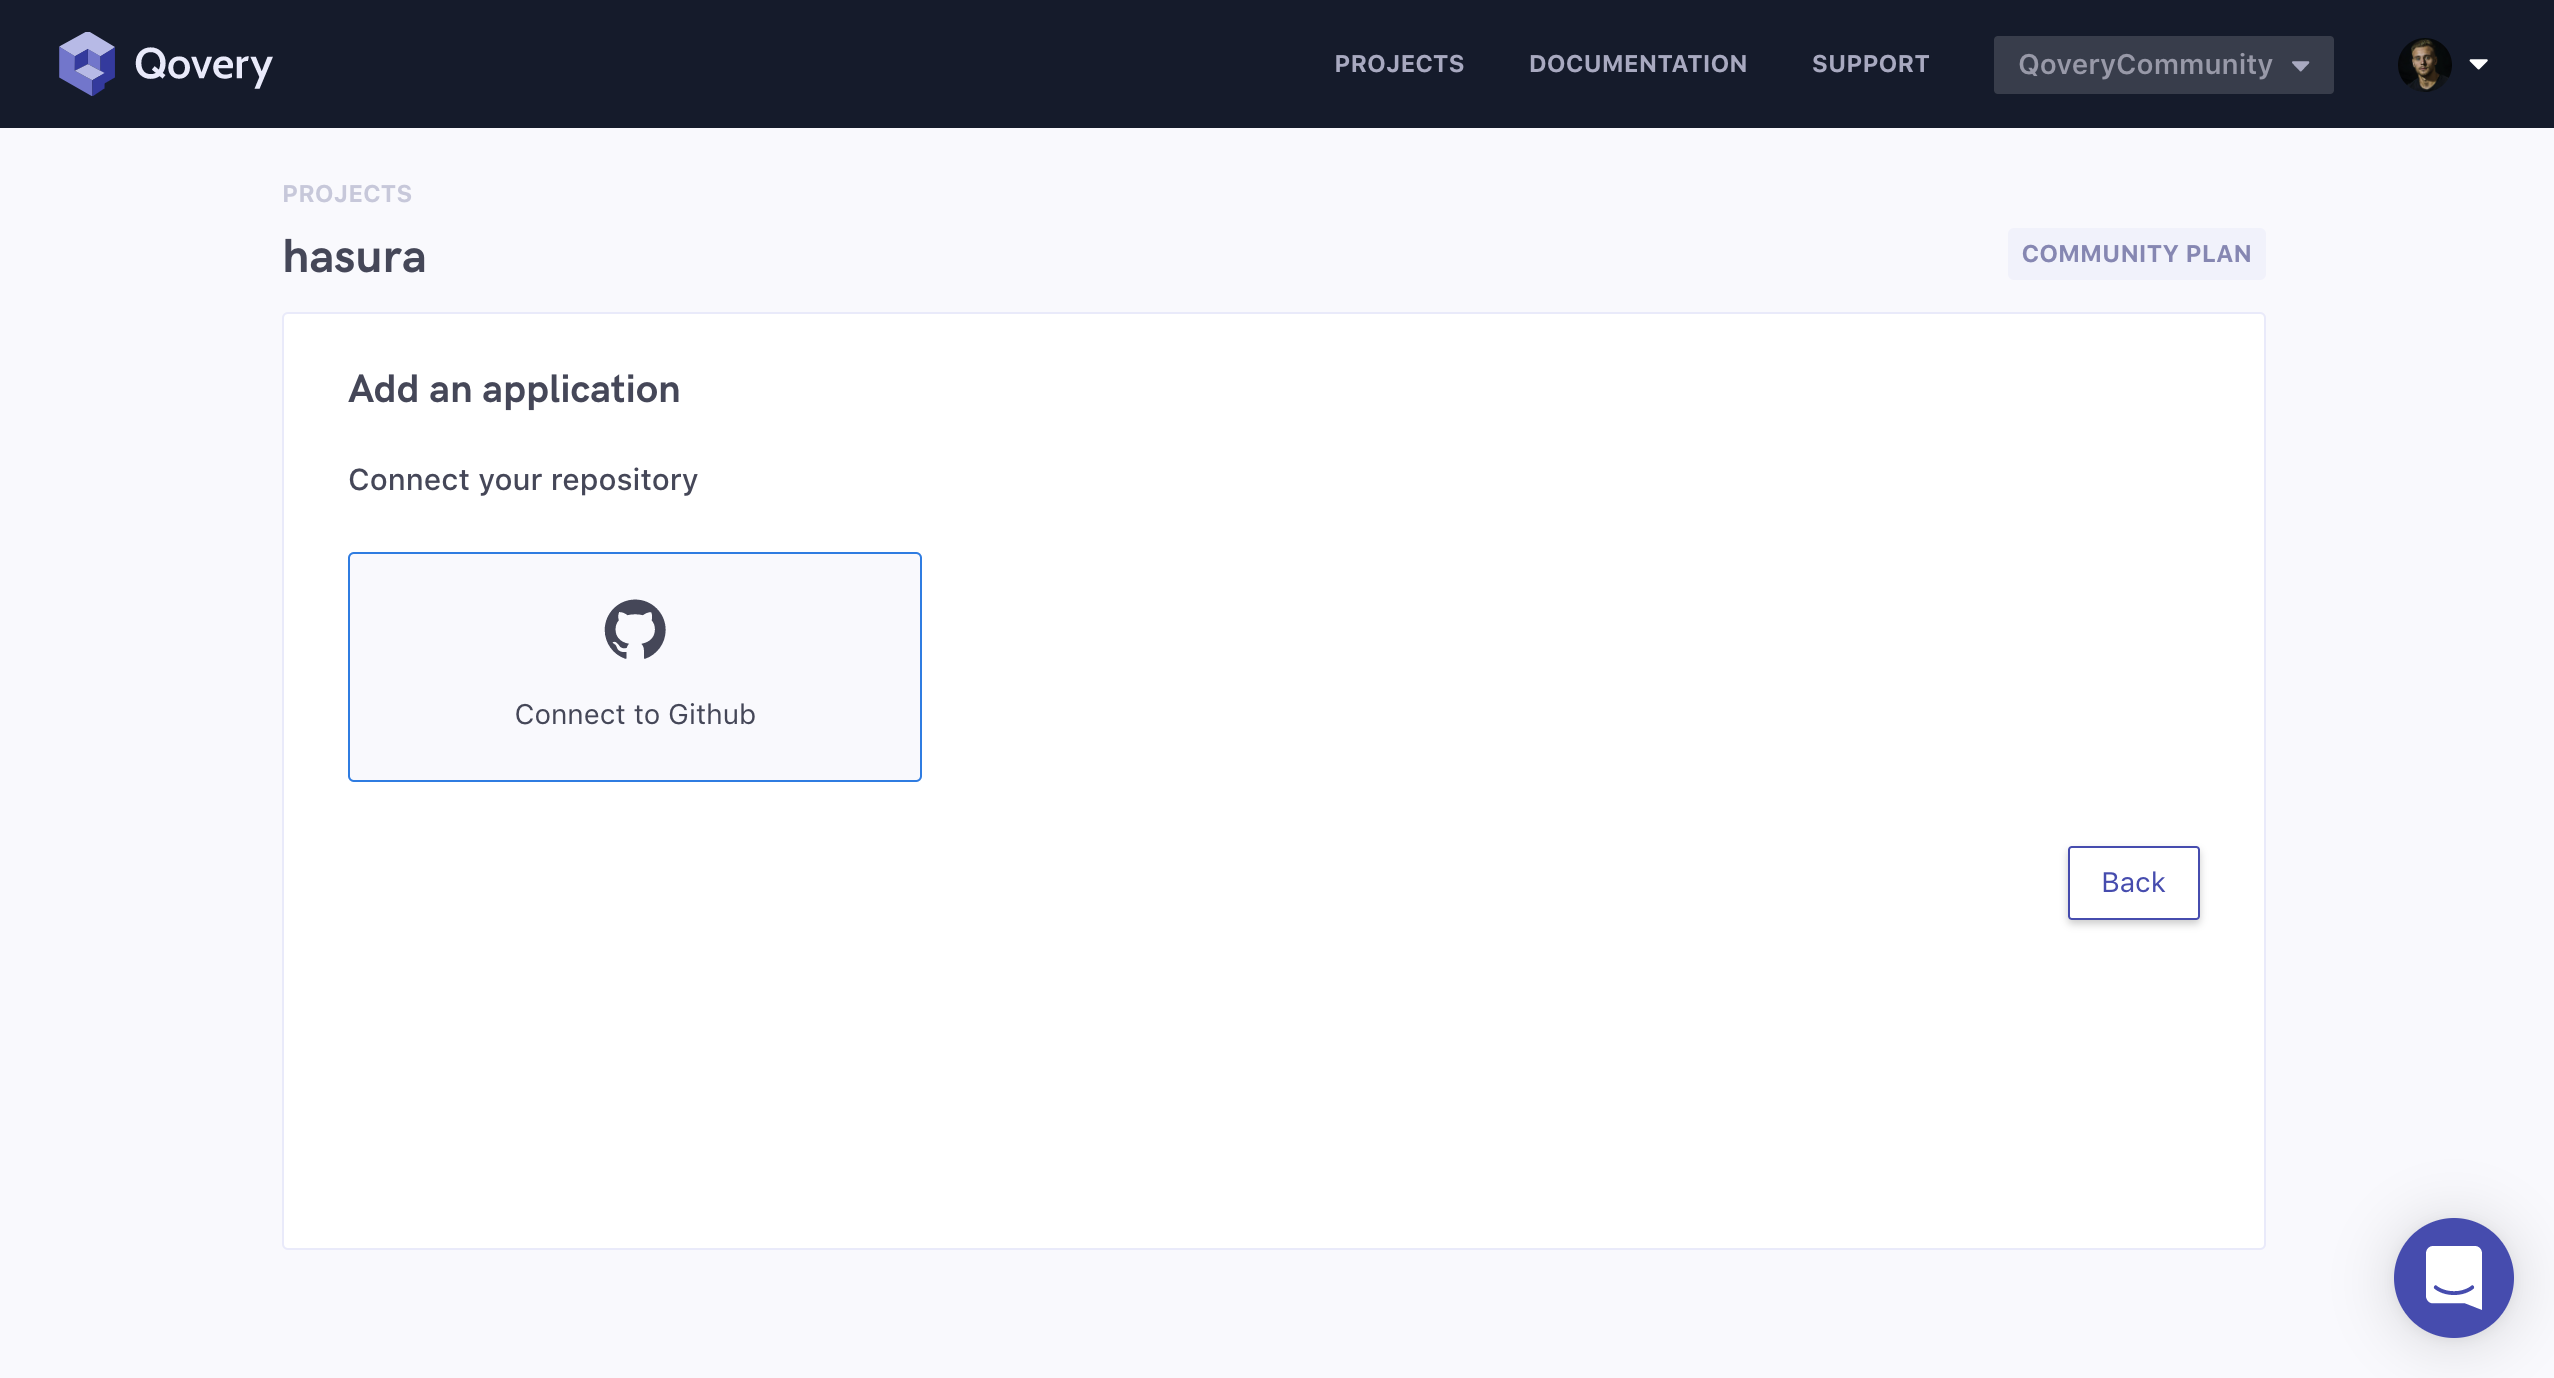 Qovery
PROJECTS
DOCUMENTATION
SUPPORT
QoveryCommunity
PROJECTS
hasura
COMMUNITY PLAN
Add an application
Connect your repository
Connect to Github
Back